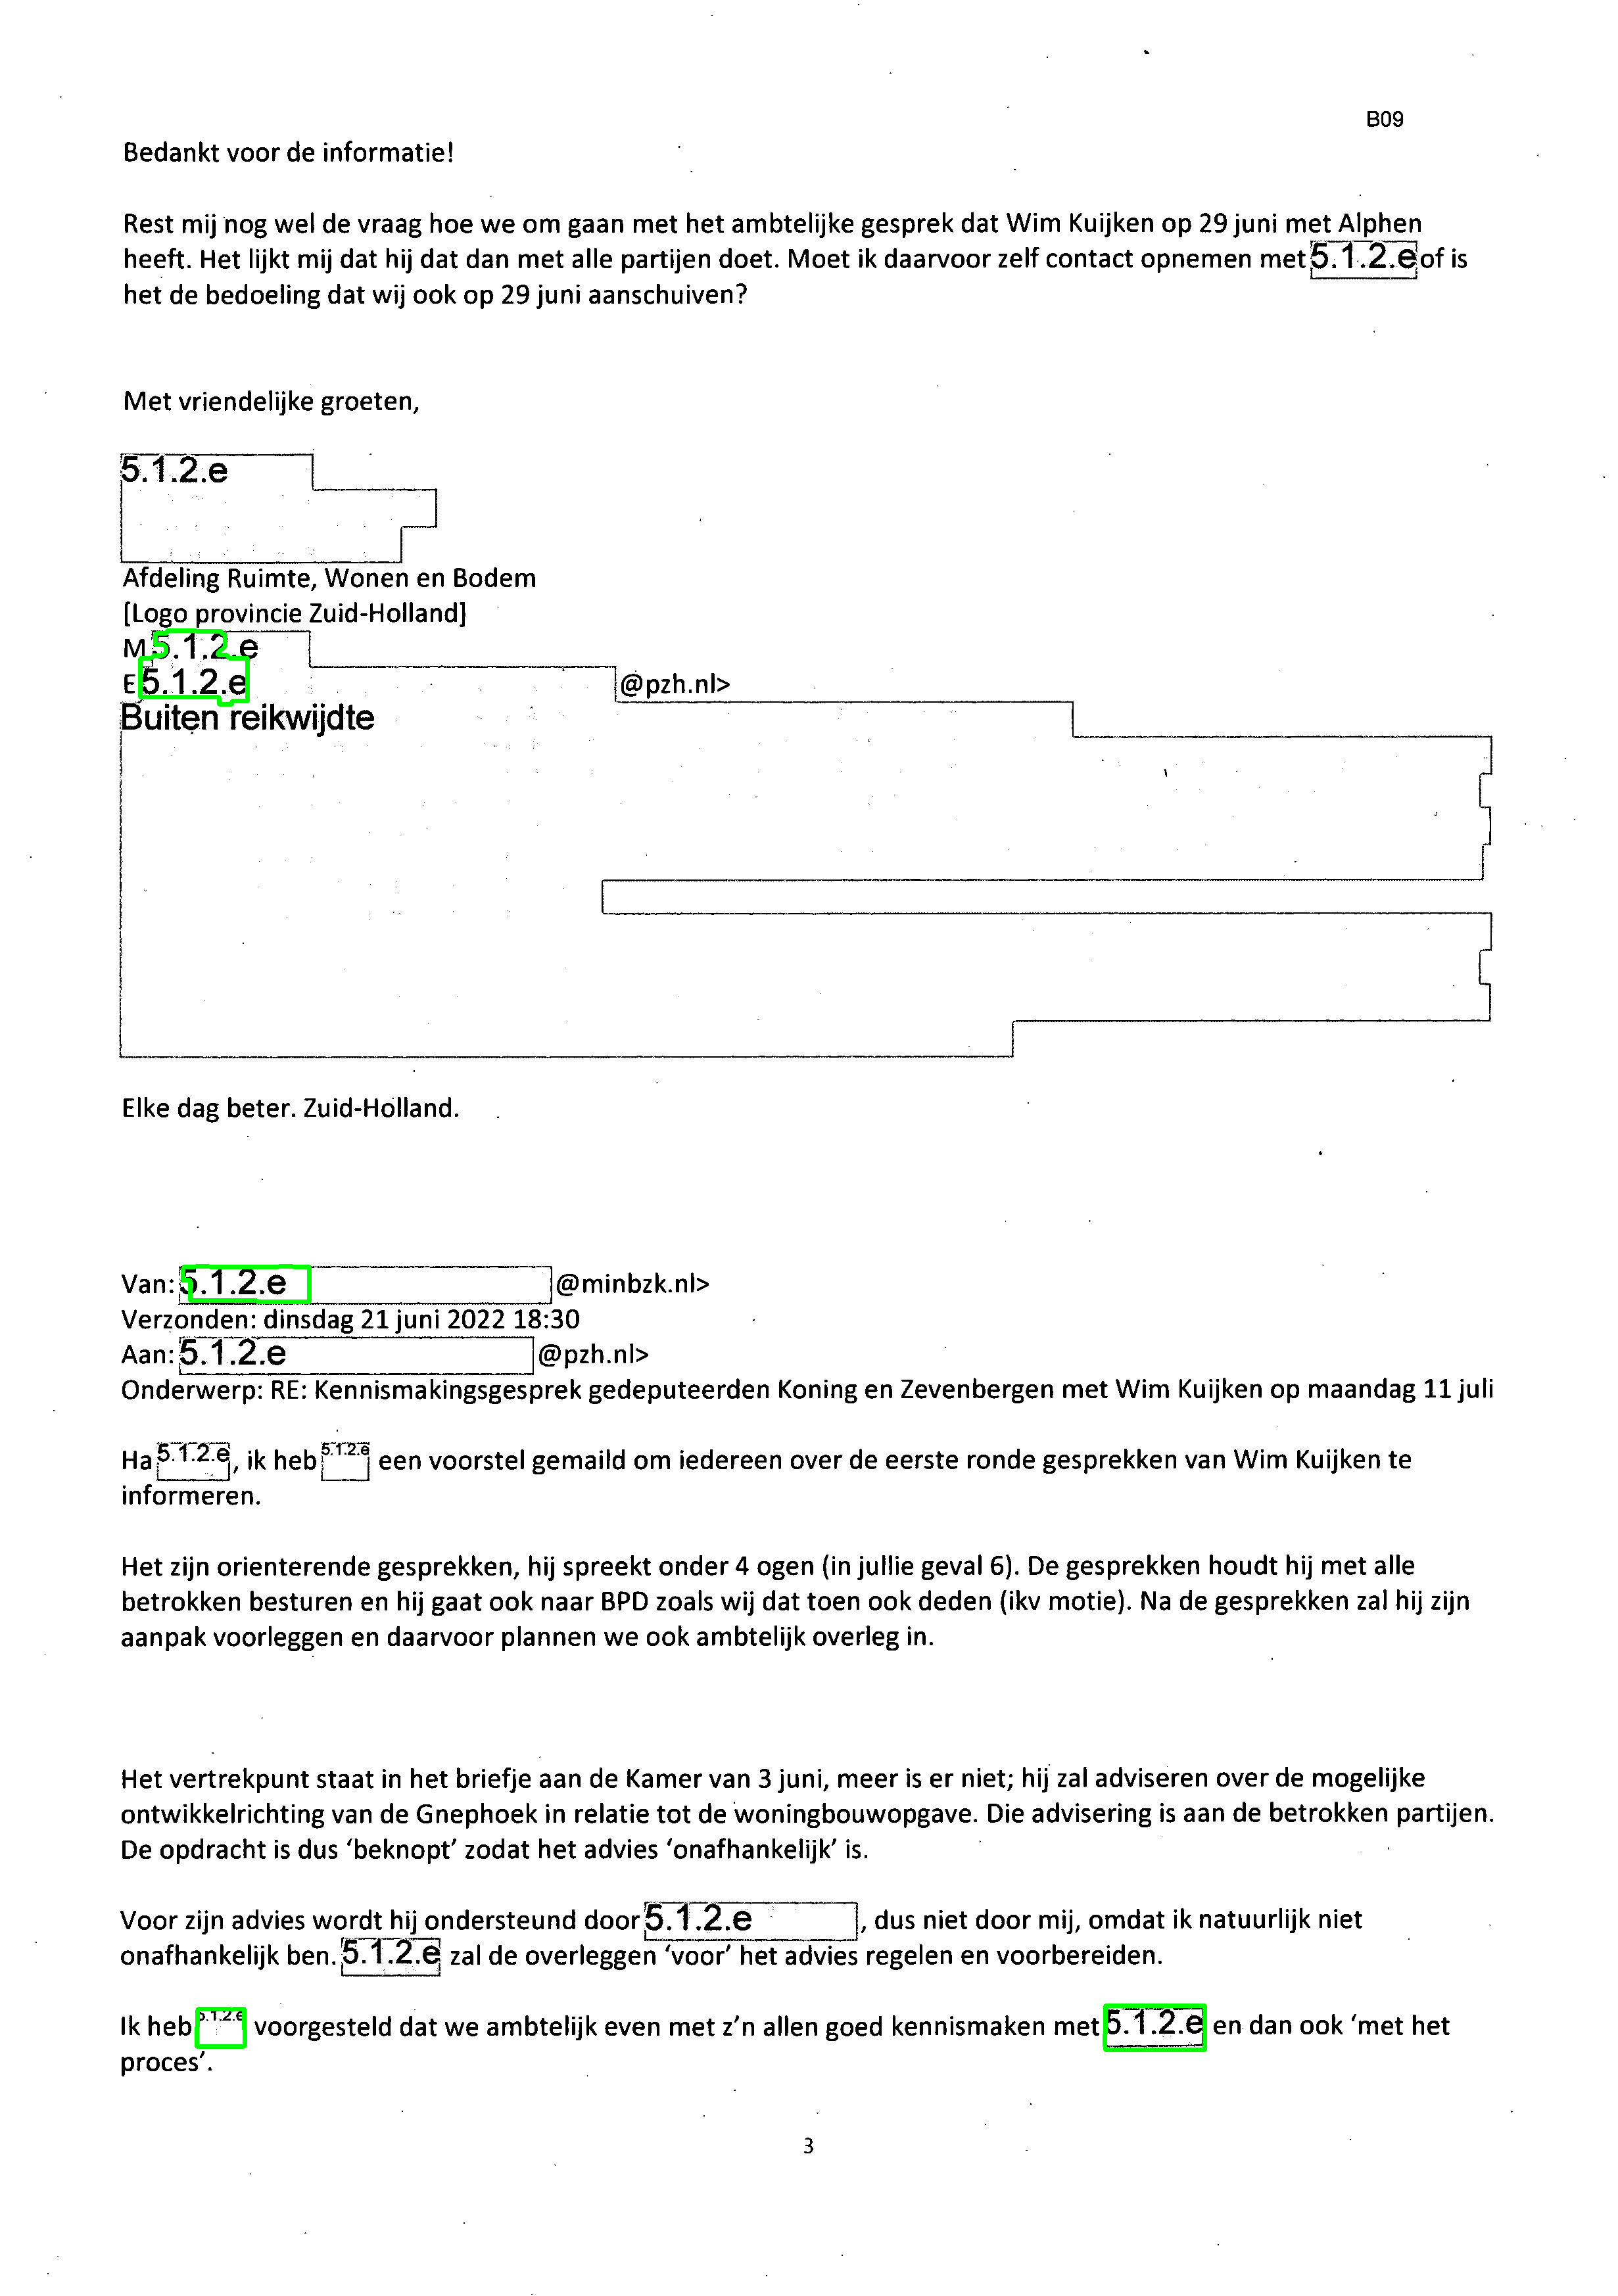 B09
Bedankt voor de informatie!
Rest mij nog wel de vraag hoe we om gaan met het ambtelijke gesprek dat Wim Kuijken op 29 juni met Alphen
heeft. Het lijkt mij dat hij dat dan met alle partijen doet. Moet ik daarvoor zelf contact opnemen met 5.1.2.e of is
het de bedoeling dat wij ook op 29 juni aanschuiven?
Met vriendelijke groeten,
5.1.2.e
Afdeling Ruimte, Wonen en Bodem
[Logo provincie Zuid-Holland]
M 5.1.2.e
E 5.1.2.e @pzh.nl>
Buiten reikwijdte
Elke dag beter. Zuid-Holland.
Van: 5.1.2.e @minbzk.nl>
Verzonden: dinsdag 21 juni 2022 18:30
Aan: 5.1.2.e @pzh.nl>
Onderwerp: RE: Kennismakingsgesprek gedeputeerden Koning en Zevenbergen met Wim Kuijken op maandag 11 juli
Ha 5.1.2.e, ik heb 5.1.2.e een voorstel gemaild om iedereen over de eerste ronde gesprekken van Wim Kuijken te
informeren.
Het zijn orienterende gesprekken, hij spreekt onder 4 ogen (in jullie geval 6). De gesprekken houdt hij met alle
betrokken besturen en hij gaat ook naar BPD zoals wij dat toen ook deden (ikv motie). Na de gesprekken zal hij zijn
aanpak voorleggen en daarvoor plannen we ook ambtelijk overleg in.
Het vertrekpunt staat in het briefje aan de Kamer van 3 juni, meer is er niet; hij zal adviseren over de mogelijke
ontwikkelrichting van de Gnephoek in relatie tot de woningbouwopgave. Die advisering is aan de betrokken partijen.
De opdracht is dus ‘beknopt’ zodat het advies ‘onafhankelijk’ is.
Voor zijn advies wordt hij ondersteund door 5.1.2.e, dus niet door mij, omdat ik natuurlijk niet
onafhankelijk ben. 5.1.2.e zal de overleggen ‘voor’ het advies regelen en voorbereiden.
Ik heb 5.1.2.e voorgesteld dat we ambtelijk even met z’n allen goed kennismaken met 5.1.2.e en dan ook ‘met het
proces’.
3